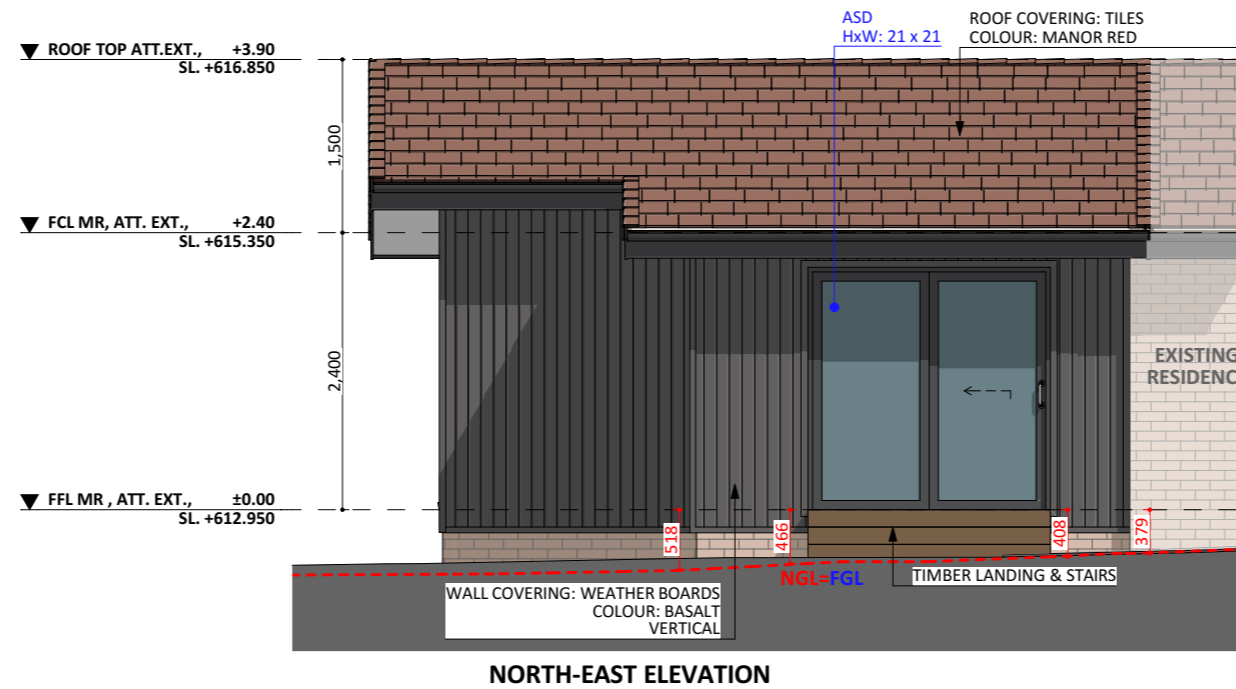 ASD
HxW: 21 x 21
ROOF COVERING: TILES
COLOUR: MANOR RED
ROOF TOP ATT.EXT., +3.90
SL. +616.850
1,500
FCL MR, ATT. EXT., +2.40
SL. +615.350
2,400
EXISTING
RESIDENC
FFL MR , ATT. EXT., ±0.00
SL. +612.950
518
466
408
379
NGL=FGL
TIMBER LANDING & STAIRS
WALL COVERING: WEATHER BOARDS
COLOUR: BASALT
VERTICAL
NORTH-EAST ELEVATION